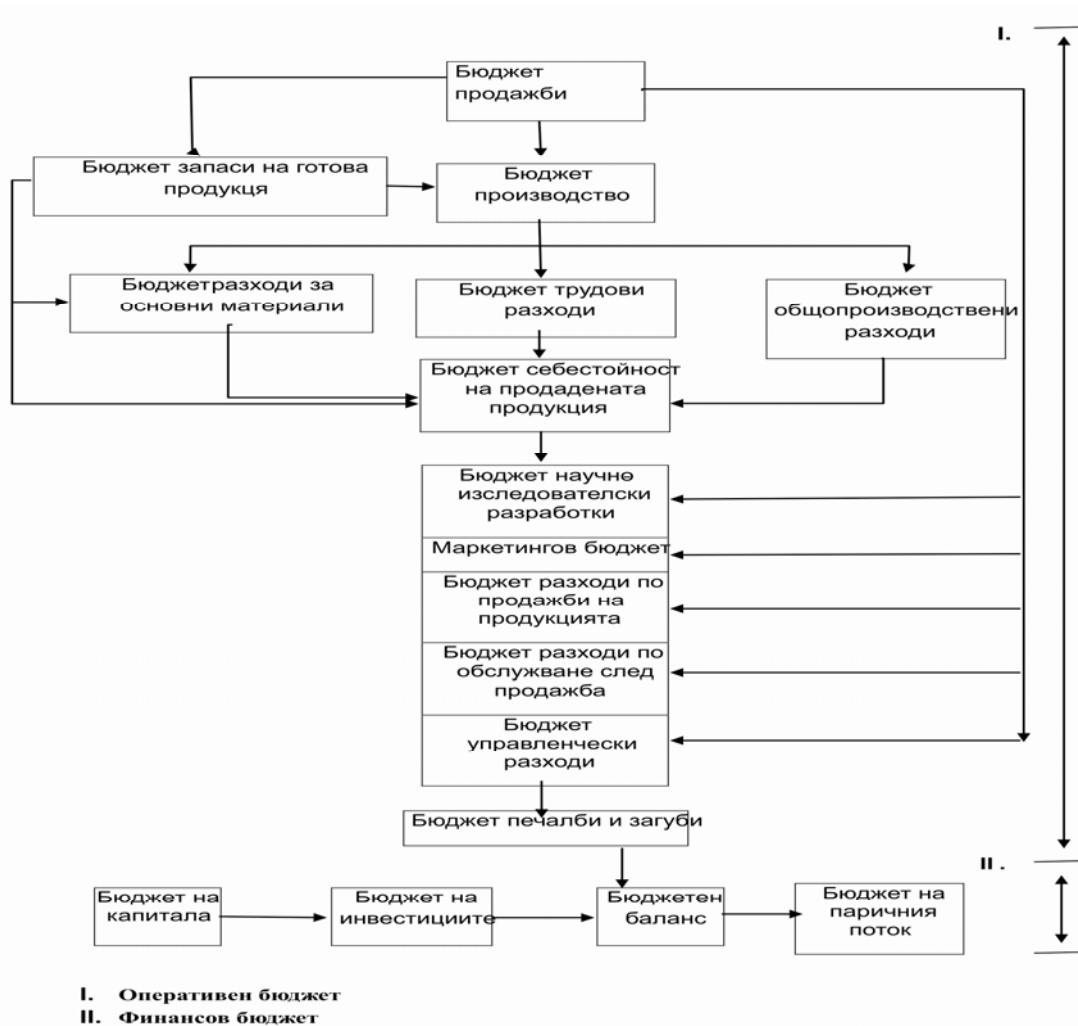 I.
Бюджет
продажби
Бюджет запаси на готова
продукця
Бюджет
производство
Бюджетразходи за
основни материали
Бюджет трудови
разходи
Бюджет
общопроизводствени
разходи
Бюджет себестойност
на продадената
продукция
Бюджет научно
изследователски
разработки
Маркетингов бюджет
Бюджет разходи по
продажби на
продукцията
Бюджет разходи по
обслужване след
продажба
Бюджет
управленчески
разходи
Бюджет печалби и загуби
II .
Бюджет на
капитала
Бюджет на
инвестициите
Бюджетен
баланс
Бюджет на
паричния
поток
I. Оперативен бюджет
II. Финансов бюджет